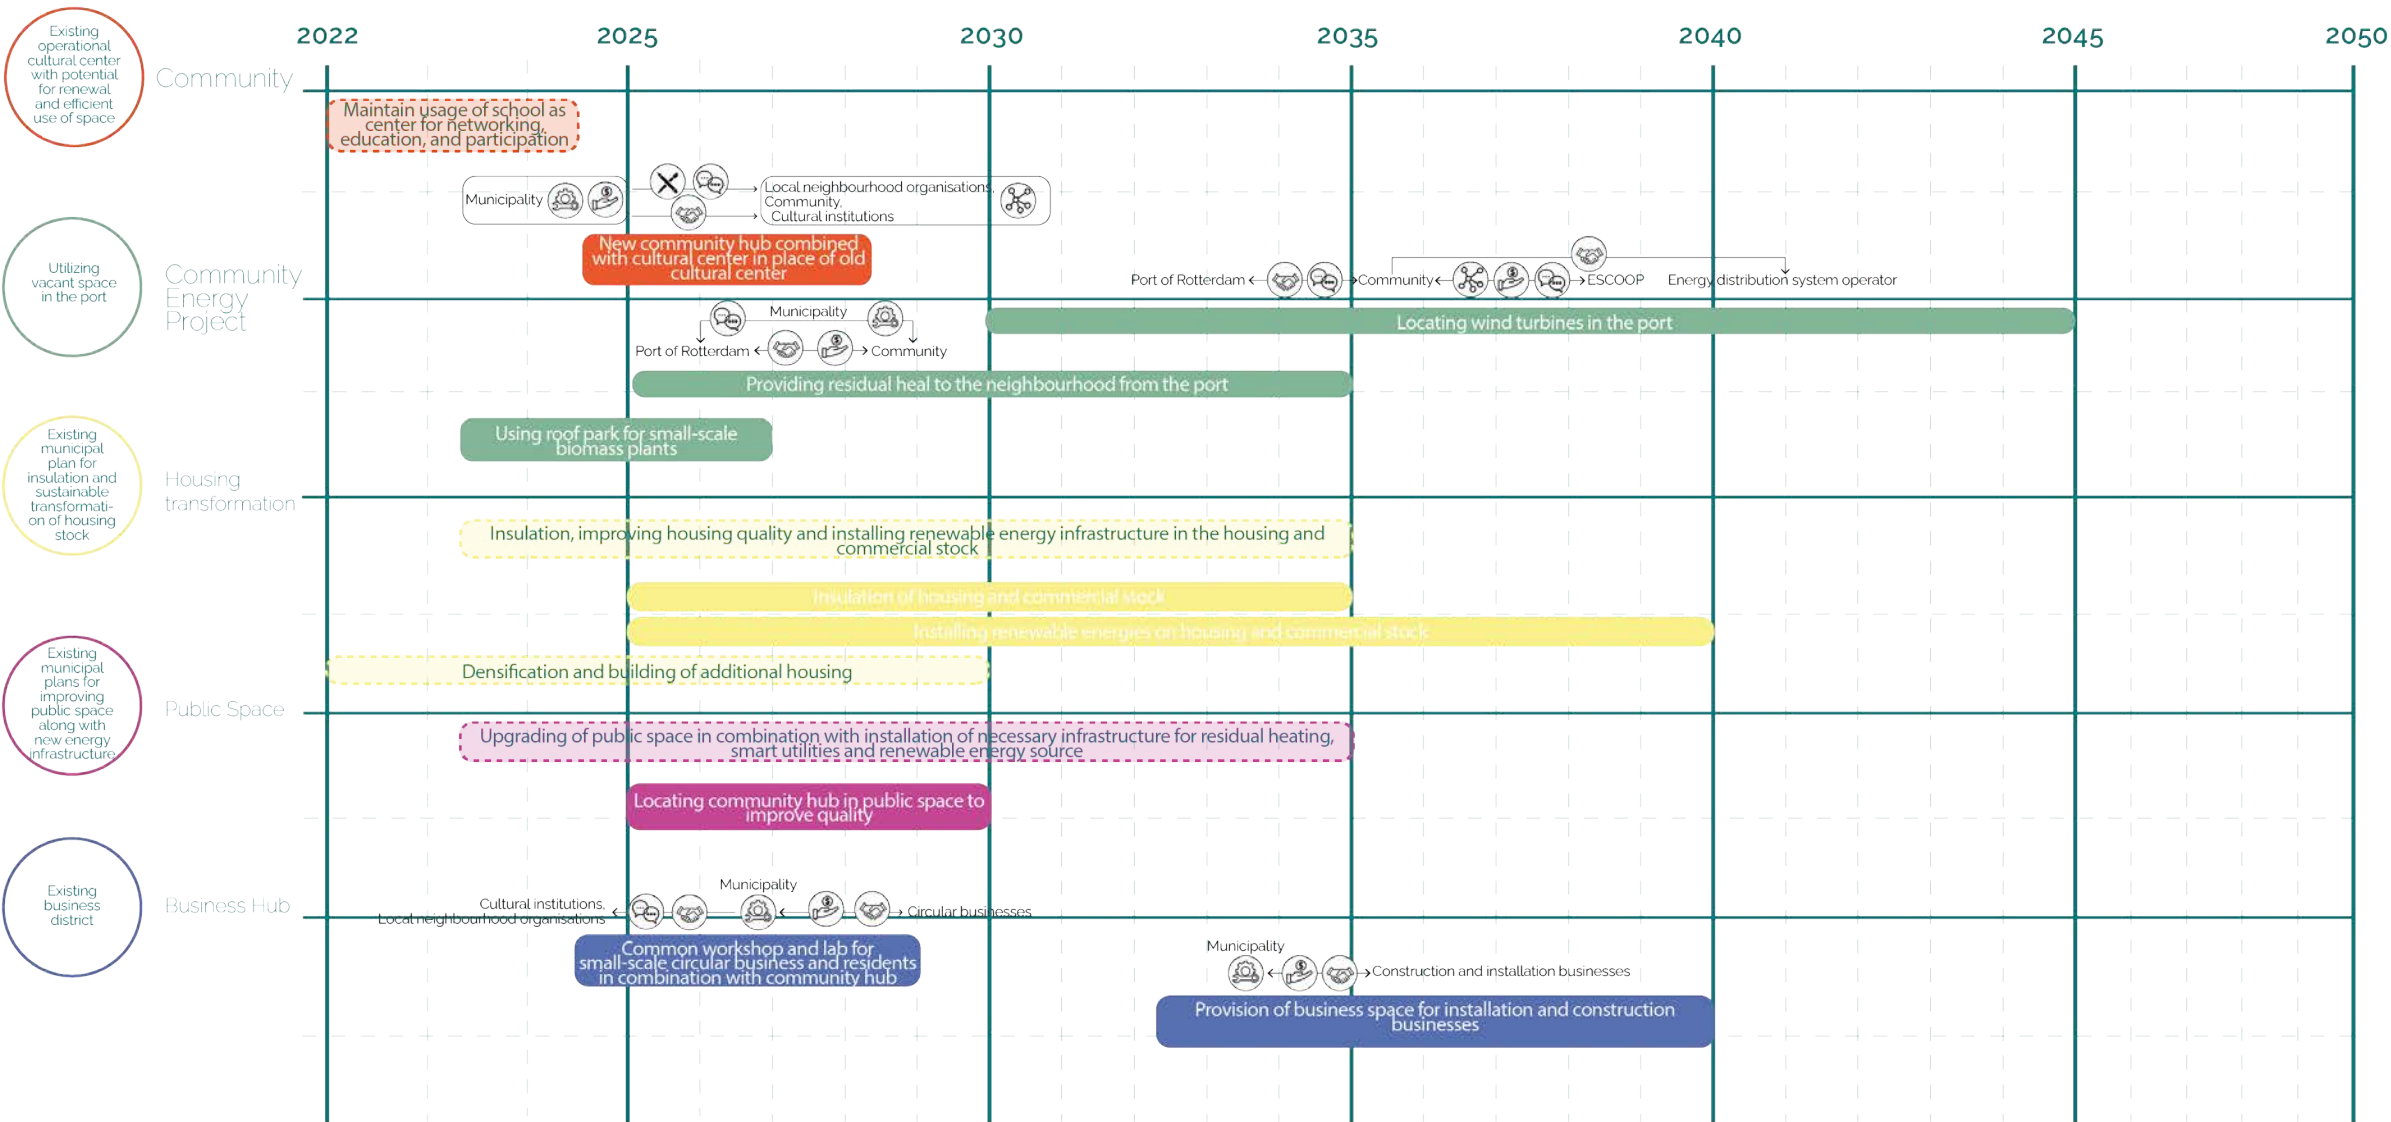 2022 2025 2030 2035 2040 2045 2050
Existing
operational
cultural center
with potential
for renewal
and efficient
use of space
Community
Maintain usage of school as
center for networking,
education, and participation
Municipality
Local neighbourhood organisations,
Community,
Cultural institutions
New community hub combined
with cultural center in place of old
cultural center
Utilizing
vacant space
in the port
Community
Energy
Project
Port of Rotterdam Community ESCOOP Energy distribution system operator
Locating wind turbines in the port
Municipality
Port of Rotterdam Community
Providing residual heal to the neighbourhood from the port
Using roof park for small-scale
biomass plants
Existing
municipal
plan for
insulation and
sustainable
transformati-
on of housing
stock
Housing
transformation
Insulation, improving housing quality and installing renewable energy infrastructure in the housing and
commercial stock
Insulation of housing and commercial stock
Installing renewable energies on housing and commercial stock
Densification and building of additional housing
Existing
municipal
plans for
improving
public space
along with
new energy
infrastructure
Public Space
Upgrading of public space in combination with installation of necessary infrastructure for residual heating,
smart utilities and renewable energy source
Locating community hub in public space to
improve quality
Existing
business
district
Business Hub
Municipality
Cultural institutions,
Local neighbourhood organisations
Circular businesses
Common workshop and lab for
small-scale circular business and residents
in combination with community hub
Municipality
Construction and installation businesses
Provision of business space for installation and construction
businesses